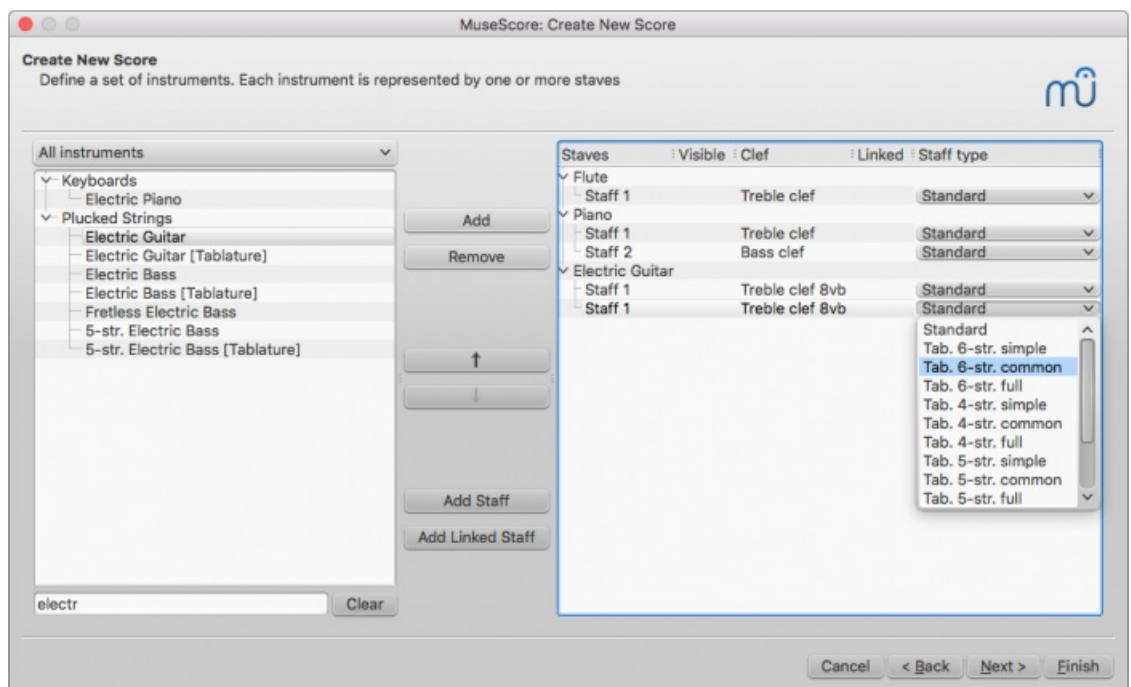 MuseScore: Create New Score
Create New Score
Define a set of instruments. Each instrument is represented by one or more staves
mu
All instruments
Keyboards
Electric Piano
Plucked Strings
Electric Guitar
Electric Guitar [Tablature]
Electric Bass
Electric Bass [Tablature]
Fretless Electric Bass
5-str. Electric Bass
5-str. Electric Bass [Tablature]
electr Clear
Add
Remove
↑
↓
Add Staff
Add Linked Staff
Staves Visible Clef Linked Staff type
Flute
Staff 1 Treble clef Standard
Piano
Staff 1 Treble clef Standard
Staff 2 Bass clef Standard
Electric Guitar
Staff 1 Treble clef 8vb Standard
Staff 1 Treble clef 8vb Standard
Standard
Tab. 6-str. simple
Tab. 6-str. common
Tab. 6-str. full
Tab. 4-str. simple
Tab. 4-str. common
Tab. 4-str. full
Tab. 5-str. simple
Tab. 5-str. common
Tab. 5-str. full
Cancel < Back Next > Finish